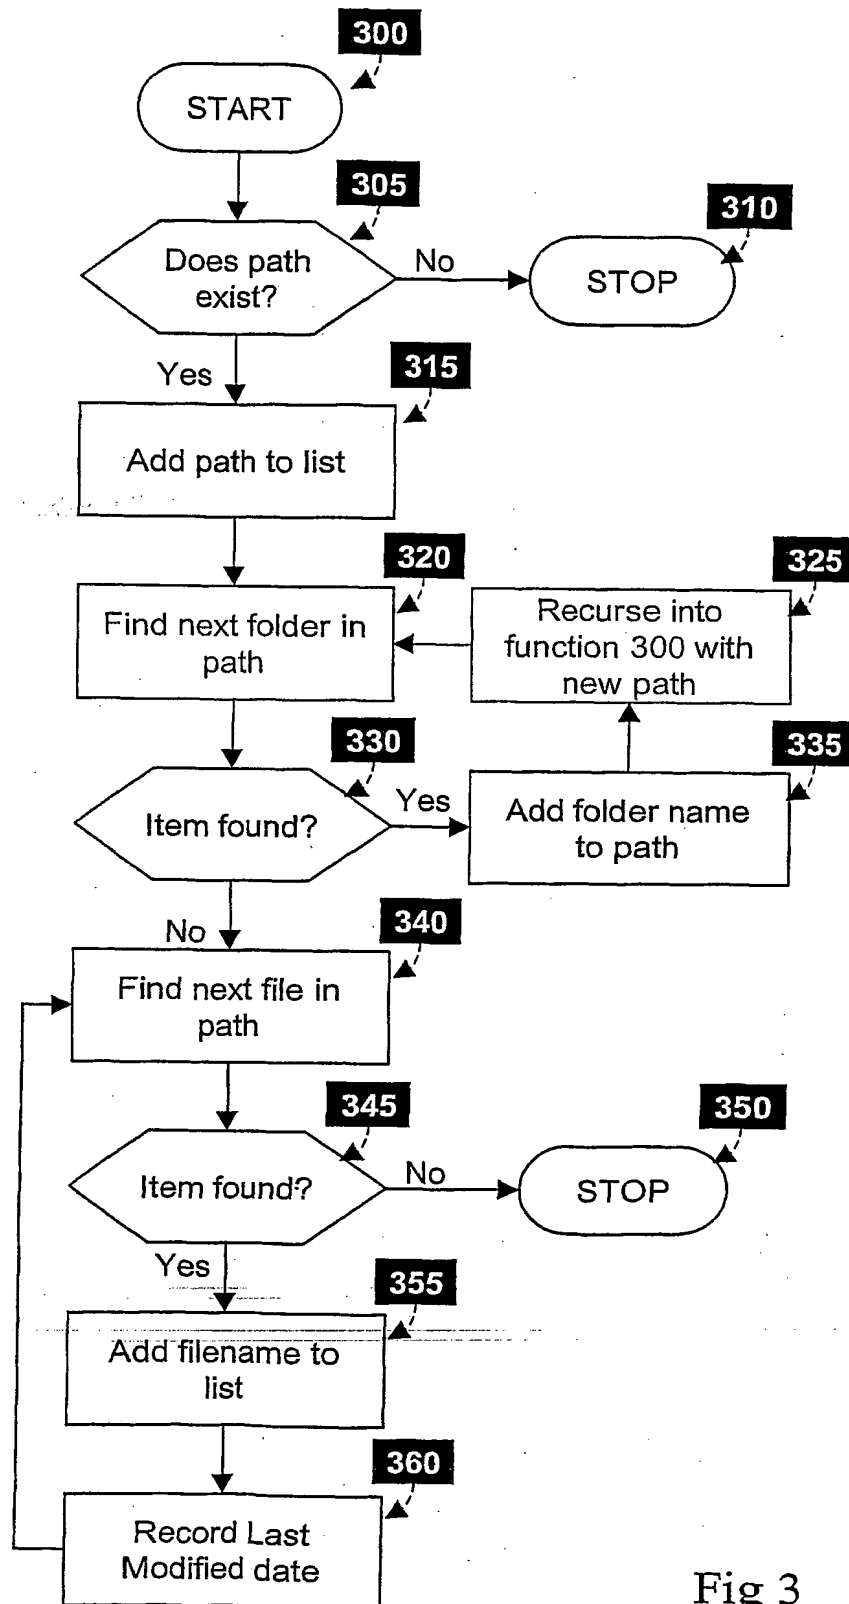 300
START
305
310
Does path
exist?
No
STOP
Yes
315
Add path to list
320
325
Find next folder in
path
Recurse into
function 300 with
new path
330
335
Item found?
Yes
Add folder name
to path
No
340
Find next file in
path
345
350
Item found?
No
STOP
Yes
355
Add filename to
list
360
Record Last
Modified date
Fig 3